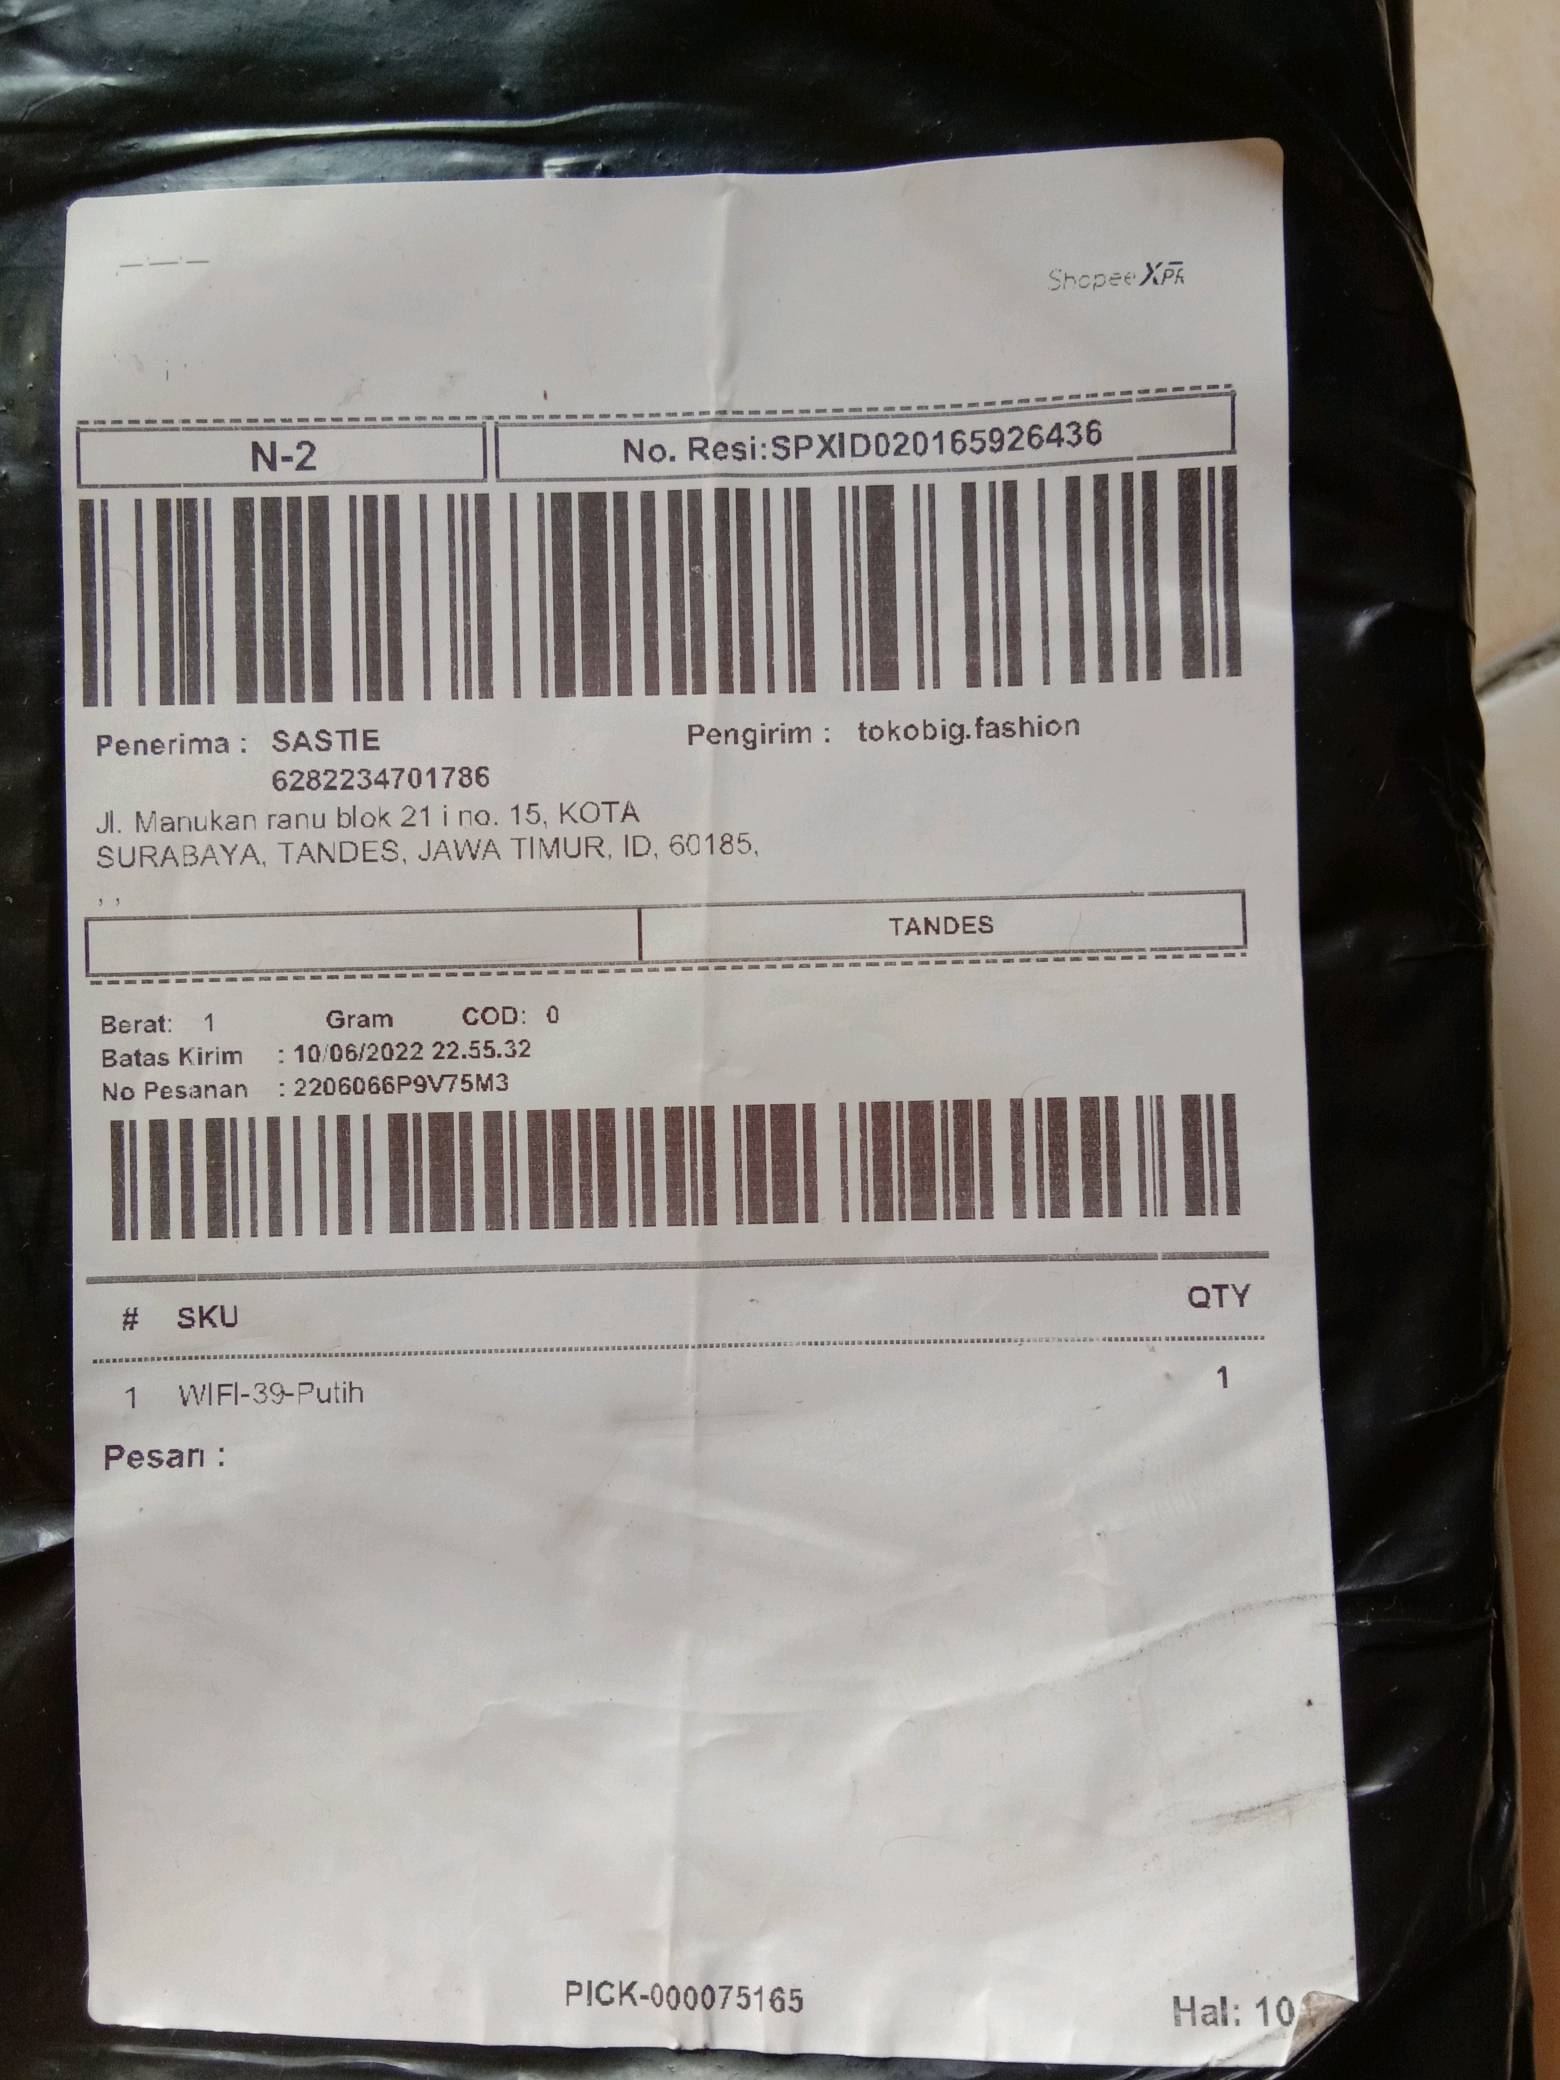 Shopee XPR
N-2
No. Resi:SPXID020165926436
Penerima : SASTIE
Pengirim : tokobig.fashion
6282234701786
Jl. Manukan ranu blok 21 i no. 15, KOTA
SURABAYA, TANDES, JAWA TIMUR, ID, 60185,
, ,
TANDES
Berat: 1 Gram COD: 0
Batas Kirim : 10/06/2022 22.55.32
No Pesanan : 2206066P9V75M3
# SKU QTY
1 WIFI-39-Putih 1
Pesan :
PICK-000075165
Hal: 10